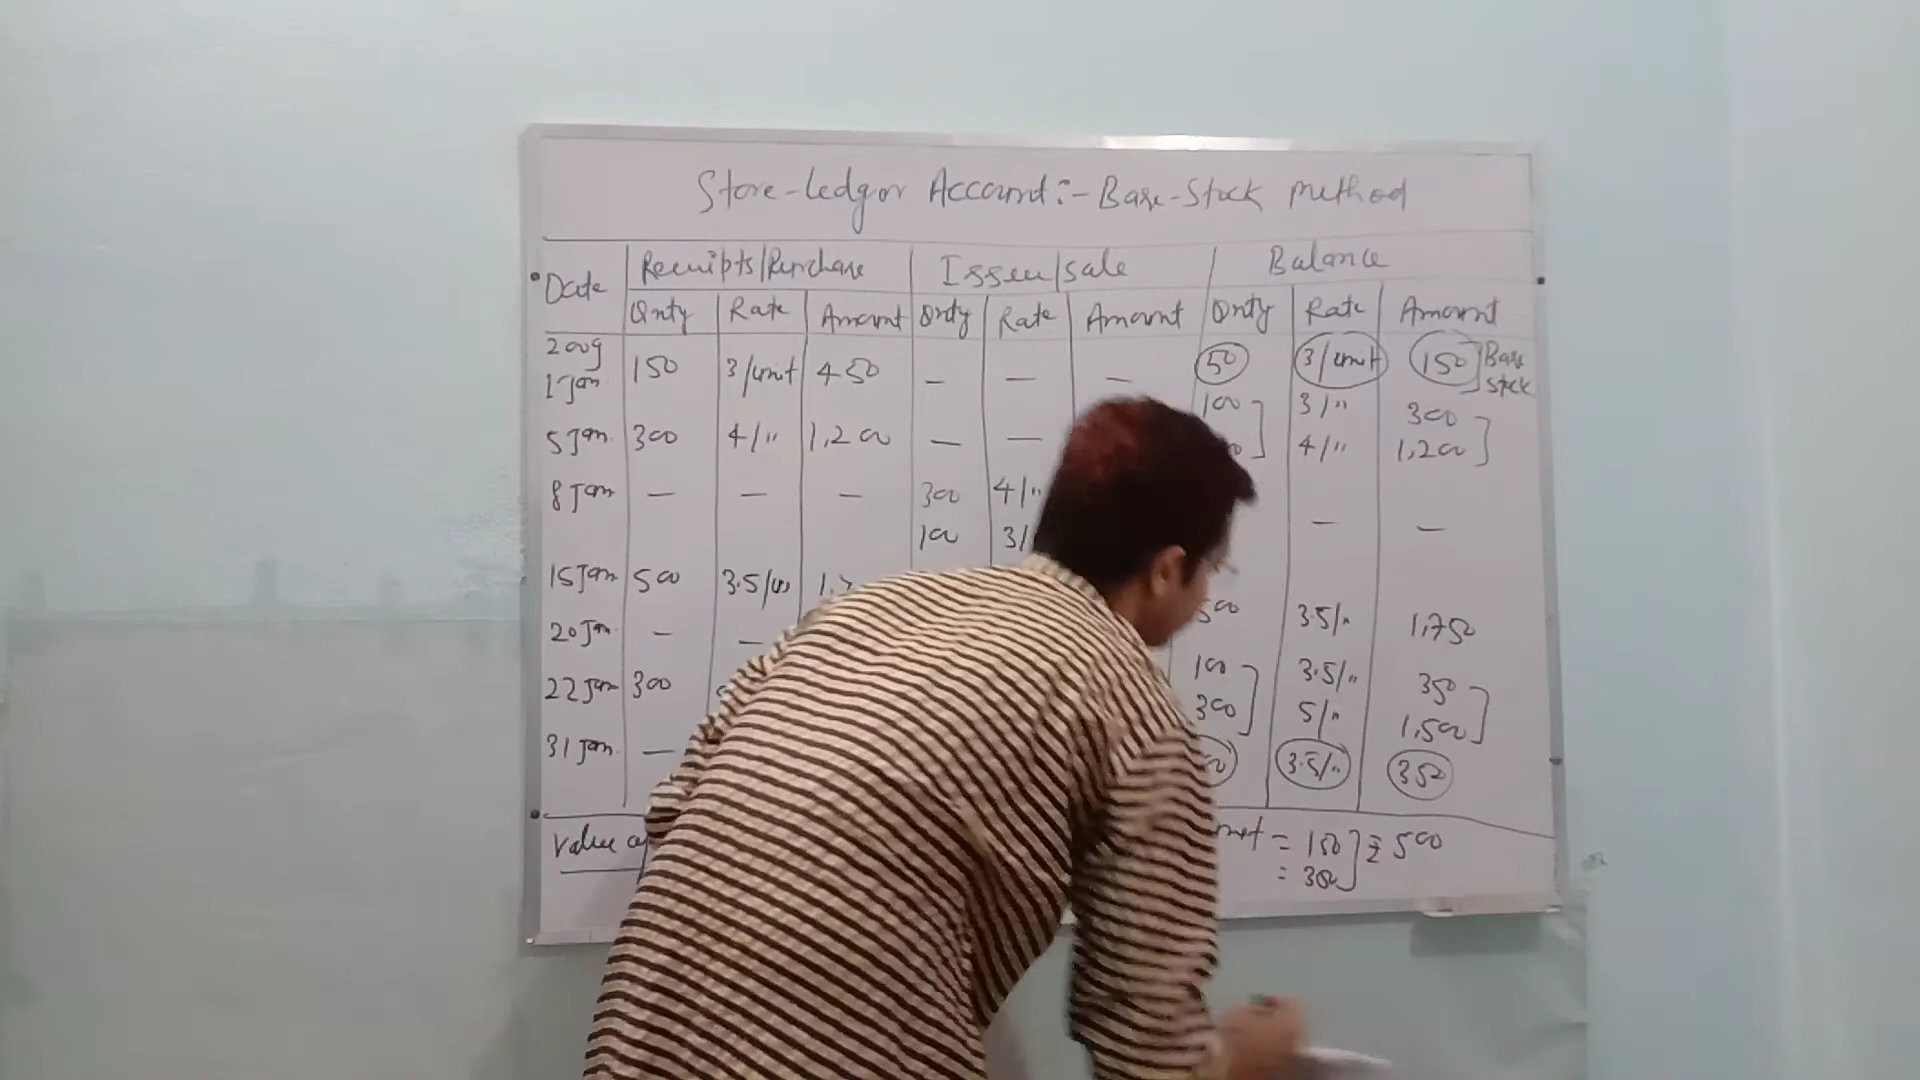 Store-Ledger Account:- Base-Stock method
Date Receipts/Purchase Issue/sale Balance
Qnty Rate Amount Qnty Rate Amount Qnty Rate Amount
2009
1 Jan 150 3/unit 450 — — — 50 3/unit 150 ] Base stock
100 3/" 300
5 Jan. 300 4/" 1,200 — — 4/" 1,200
8 Jan — — — 300 4/"
100 3/ — —
15 Jan 500 3.5/ 500 3.5/" 1,750
20 Jan. — — 100 3.5/" 350
22 Jan 300 300 5/" 1,500
31 Jan. — 3.5/" 350
Value = 150 ] ₹ 500
= 350